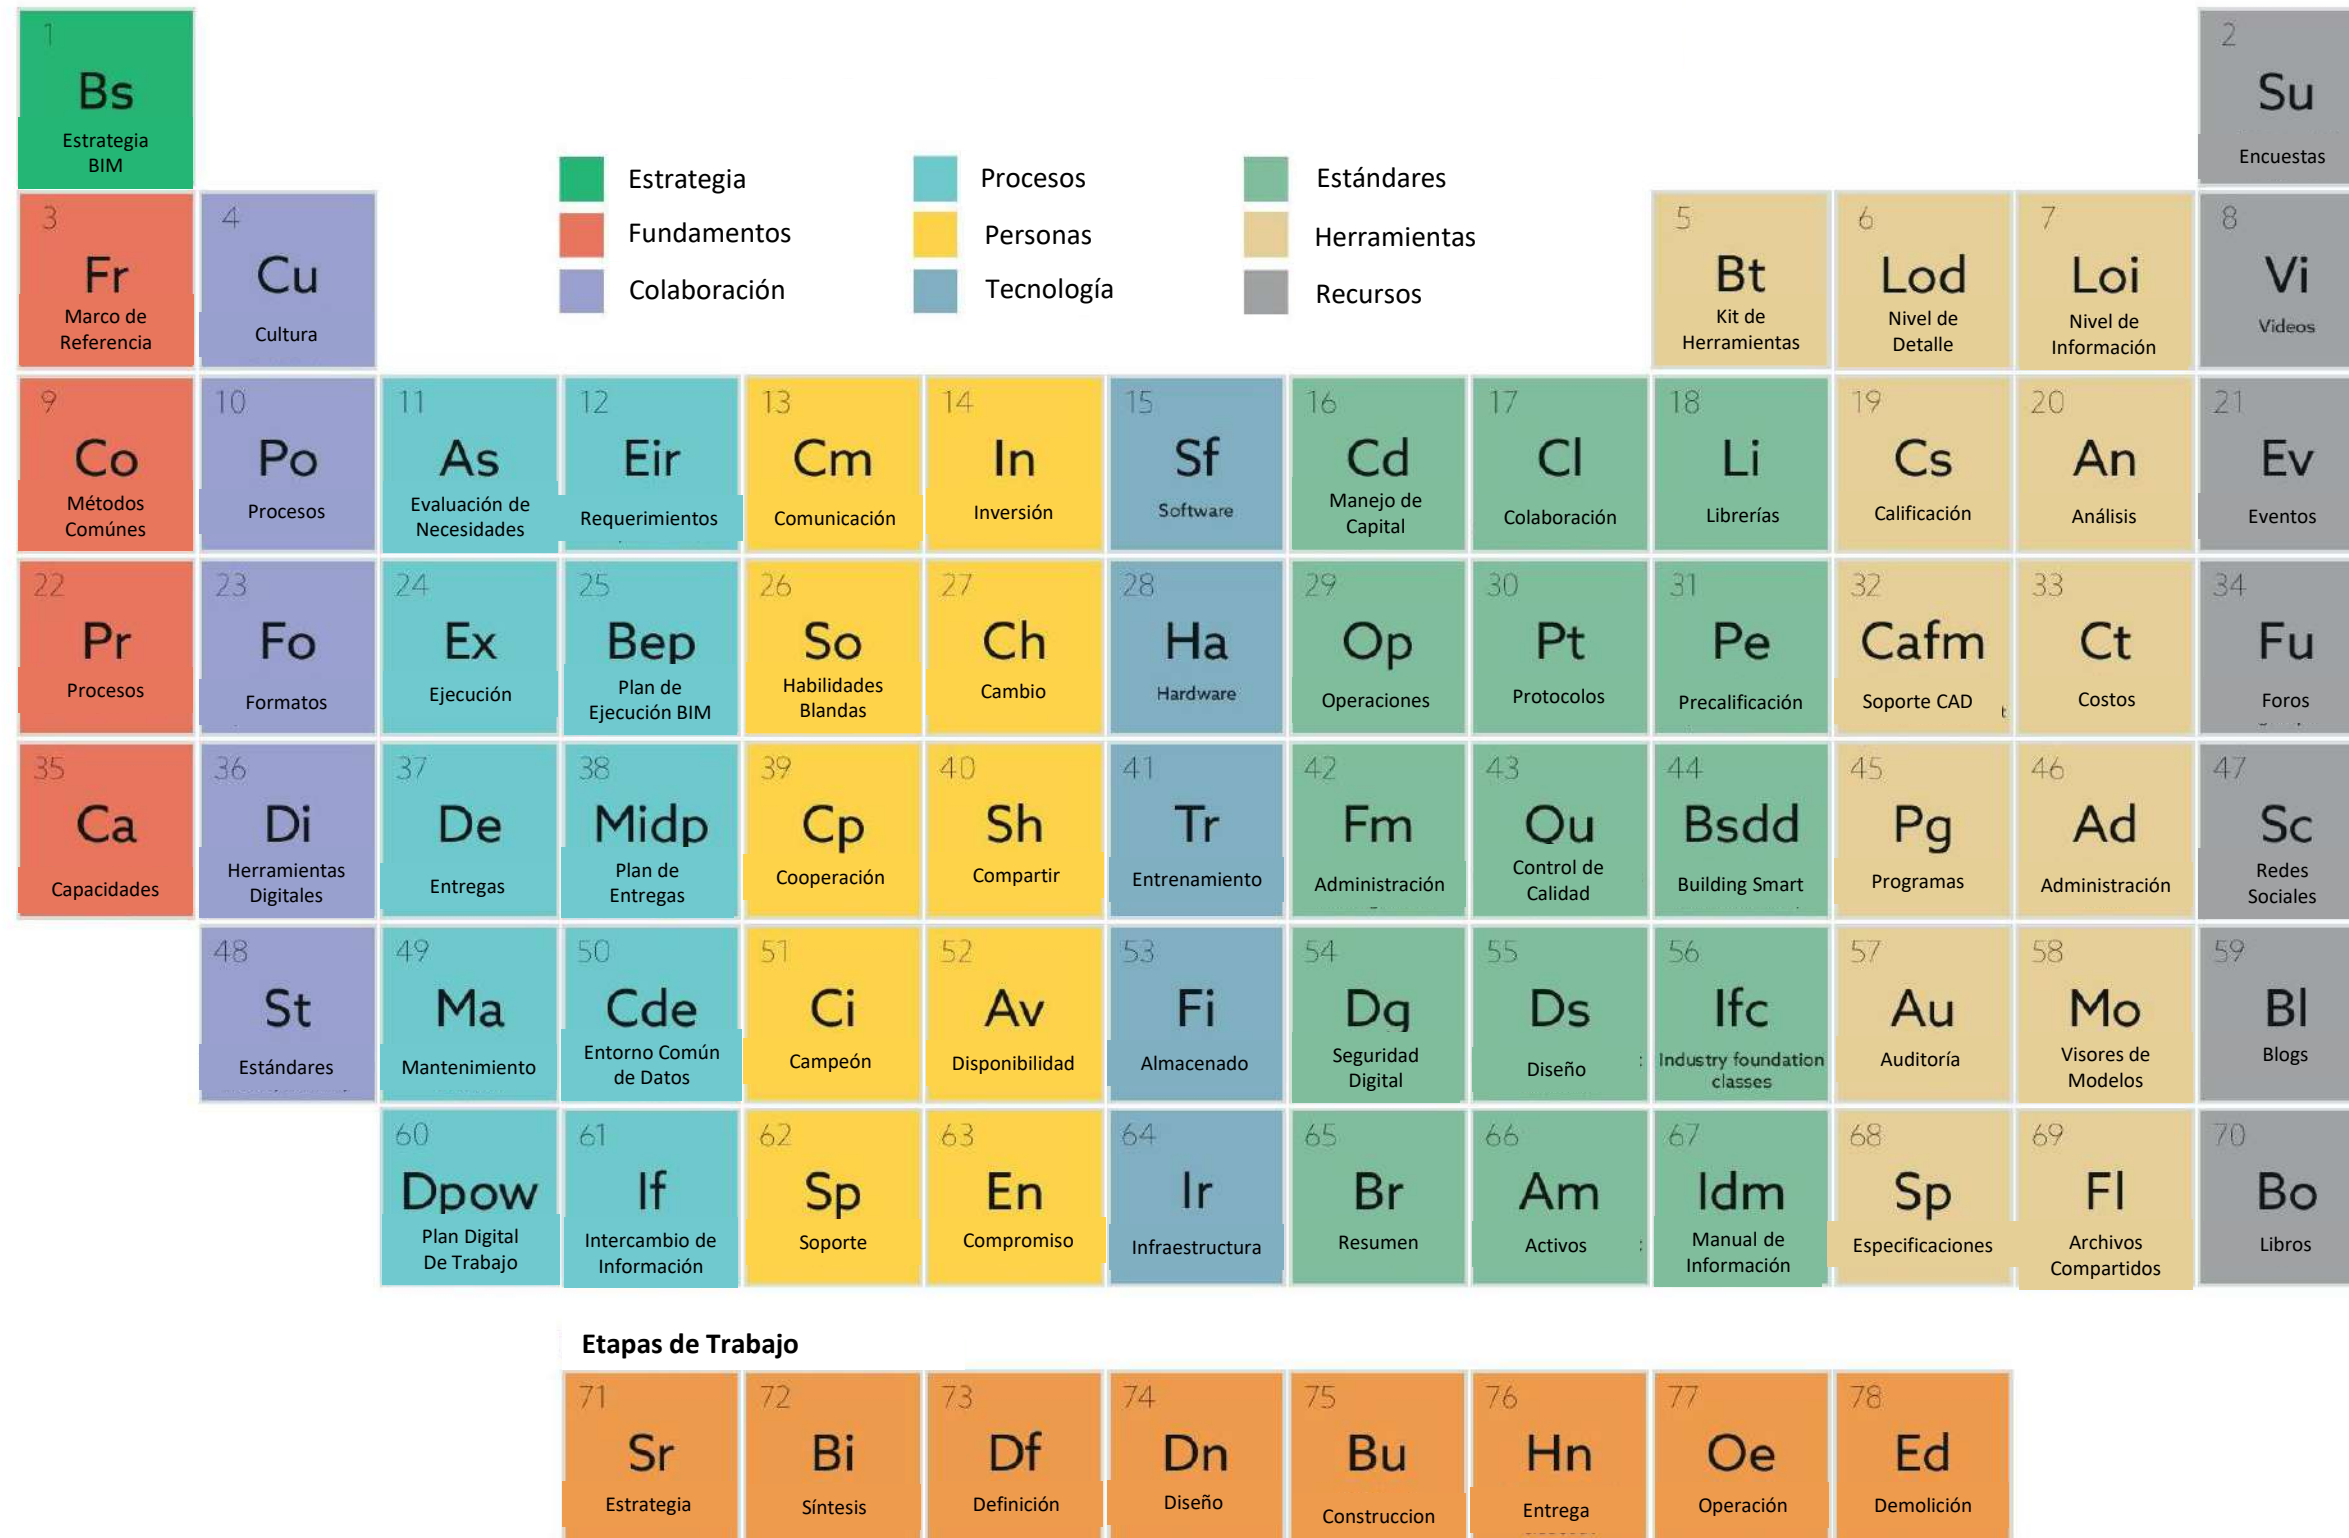 1
Bs
Estrategia
BIM
2
Su
Encuestas
Estrategia
Fundamentos
Colaboración
Procesos
Personas
Tecnología
Estándares
Herramientas
Recursos
3
Fr
Marco de
Referencia
4
Cu
Cultura
5
Bt
Kit de
Herramientas
6
Lod
Nivel de
Detalle
7
Loi
Nivel de
Información
8
Vi
Videos
9
Co
Métodos
Comúnes
10
Po
Procesos
11
As
Evaluación de
Necesidades
12
Eir
Requerimientos
13
Cm
Comunicación
14
In
Inversión
15
Sf
Software
16
Cd
Manejo de
Capital
17
Cl
Colaboración
18
Li
Librerías
19
Cs
Calificación
20
An
Análisis
21
Ev
Eventos
22
Pr
Procesos
23
Fo
Formatos
24
Ex
Ejecución
25
Bep
Plan de
Ejecución BIM
26
So
Habilidades
Blandas
27
Ch
Cambio
28
Ha
Hardware
29
Op
Operaciones
30
Pt
Protocolos
31
Pe
Precalificación
32
Cafm
Soporte CAD
33
Ct
Costos
34
Fu
Foros
35
Ca
Capacidades
36
Di
Herramientas
Digitales
37
De
Entregas
38
Midp
Plan de
Entregas
39
Cp
Cooperación
40
Sh
Compartir
41
Tr
Entrenamiento
42
Fm
Administración
43
Qu
Control de
Calidad
44
Bsdd
Building Smart
45
Pg
Programas
46
Ad
Administración
47
Sc
Redes
Sociales
48
St
Estándares
49
Ma
Mantenimiento
50
Cde
Entorno Común
de Datos
51
Ci
Campeón
52
Av
Disponibilidad
53
Fi
Almacenado
54
Dg
Seguridad
Digital
55
Ds
Diseño
56
Ifc
Industry foundation
classes
57
Au
Auditoría
58
Mo
Visores de
Modelos
59
Bl
Blogs
60
Dpow
Plan Digital
De Trabajo
61
If
Intercambio de
Información
62
Sp
Soporte
63
En
Compromiso
64
Ir
Infraestructura
65
Br
Resumen
66
Am
Activos
67
Idm
Manual de
Información
68
Sp
Especificaciones
69
Fl
Archivos
Compartidos
70
Bo
Libros
Etapas de Trabajo
71
Sr
Estrategia
72
Bi
Síntesis
73
Df
Definición
74
Dn
Diseño
75
Bu
Construccion
76
Hn
Entrega
77
Oe
Operación
78
Ed
Demolición